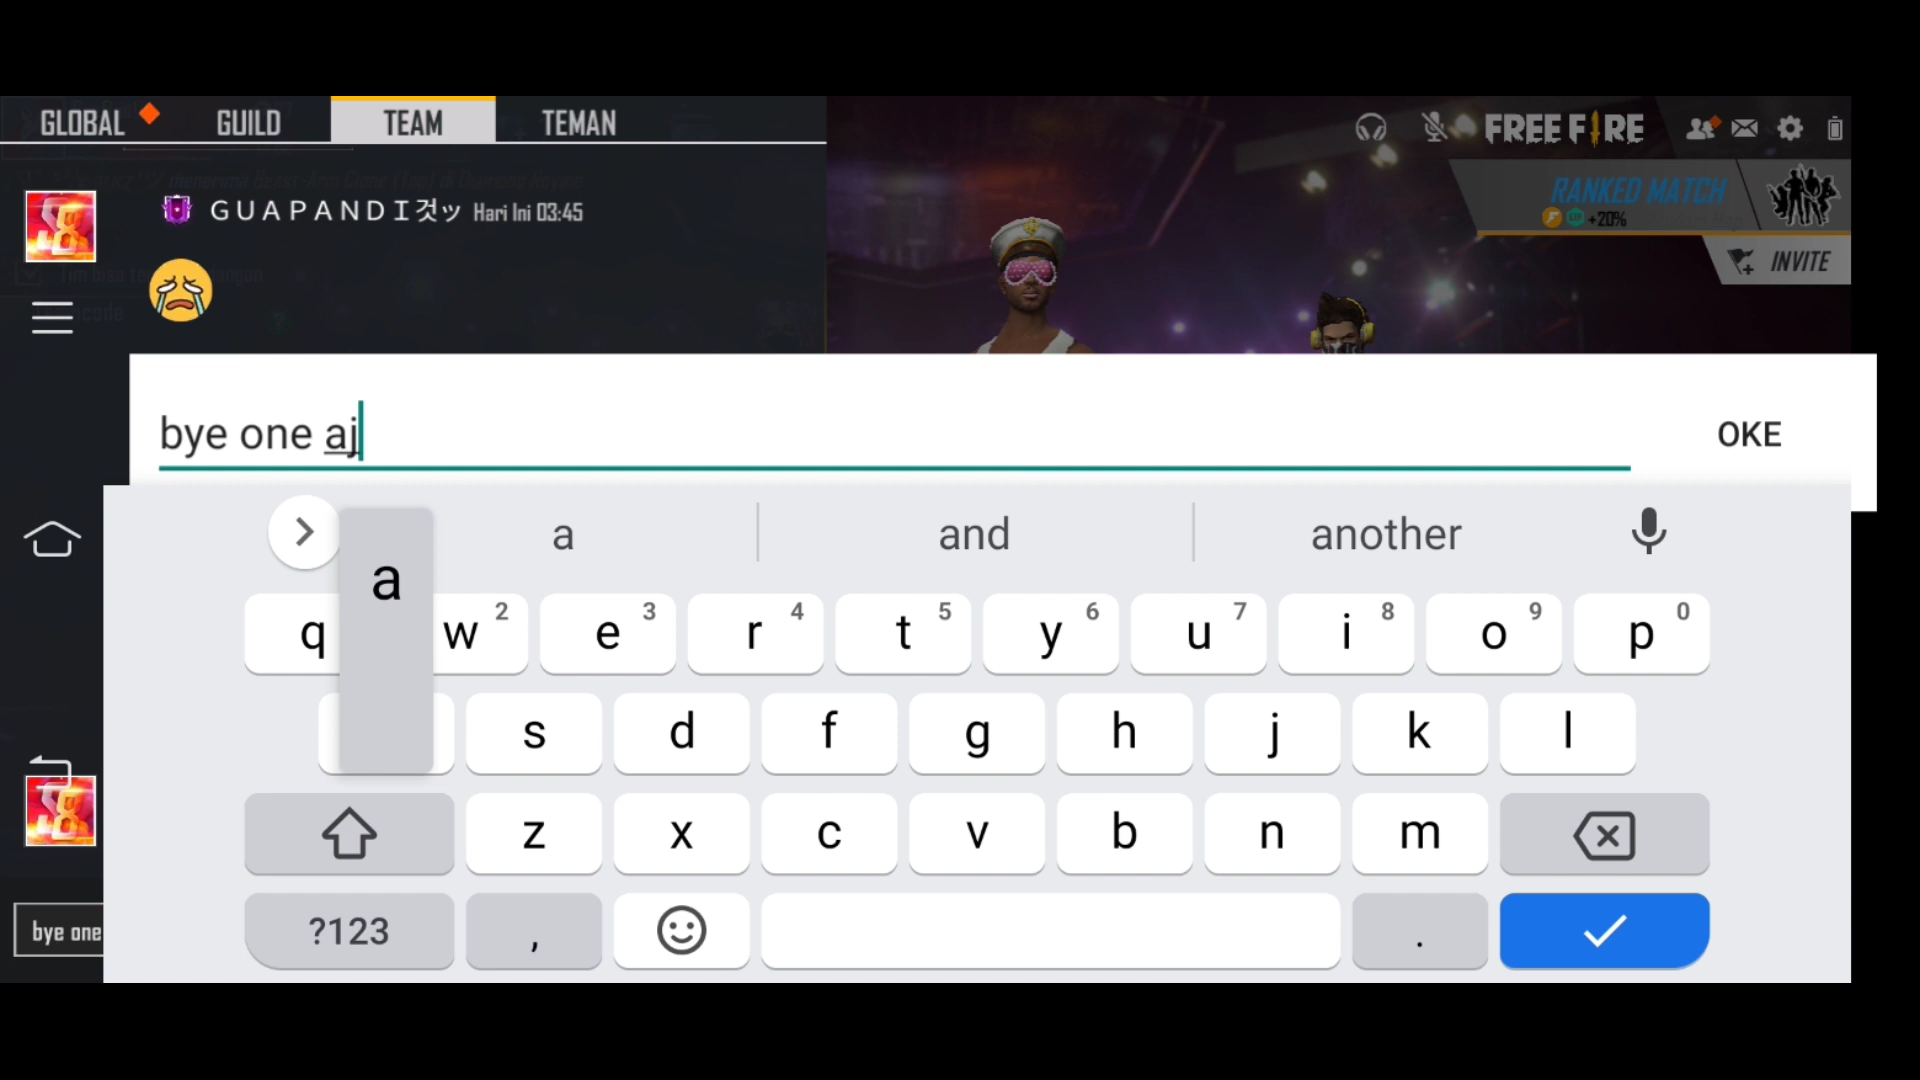 GLOBAL GUILD TEAM TEMAN
FREE FIRE
GUAPANDI것ッ Hari Ini 03:45
RANKED MATCH
+20%
INVITE
bye one aj
OKE
a and another
a
q w 2 e 3 r 4 t 5 y 6 u 7 i 8 o 9 p 0
s d f g h j k l
z x c v b n m
?123 , .
bye one